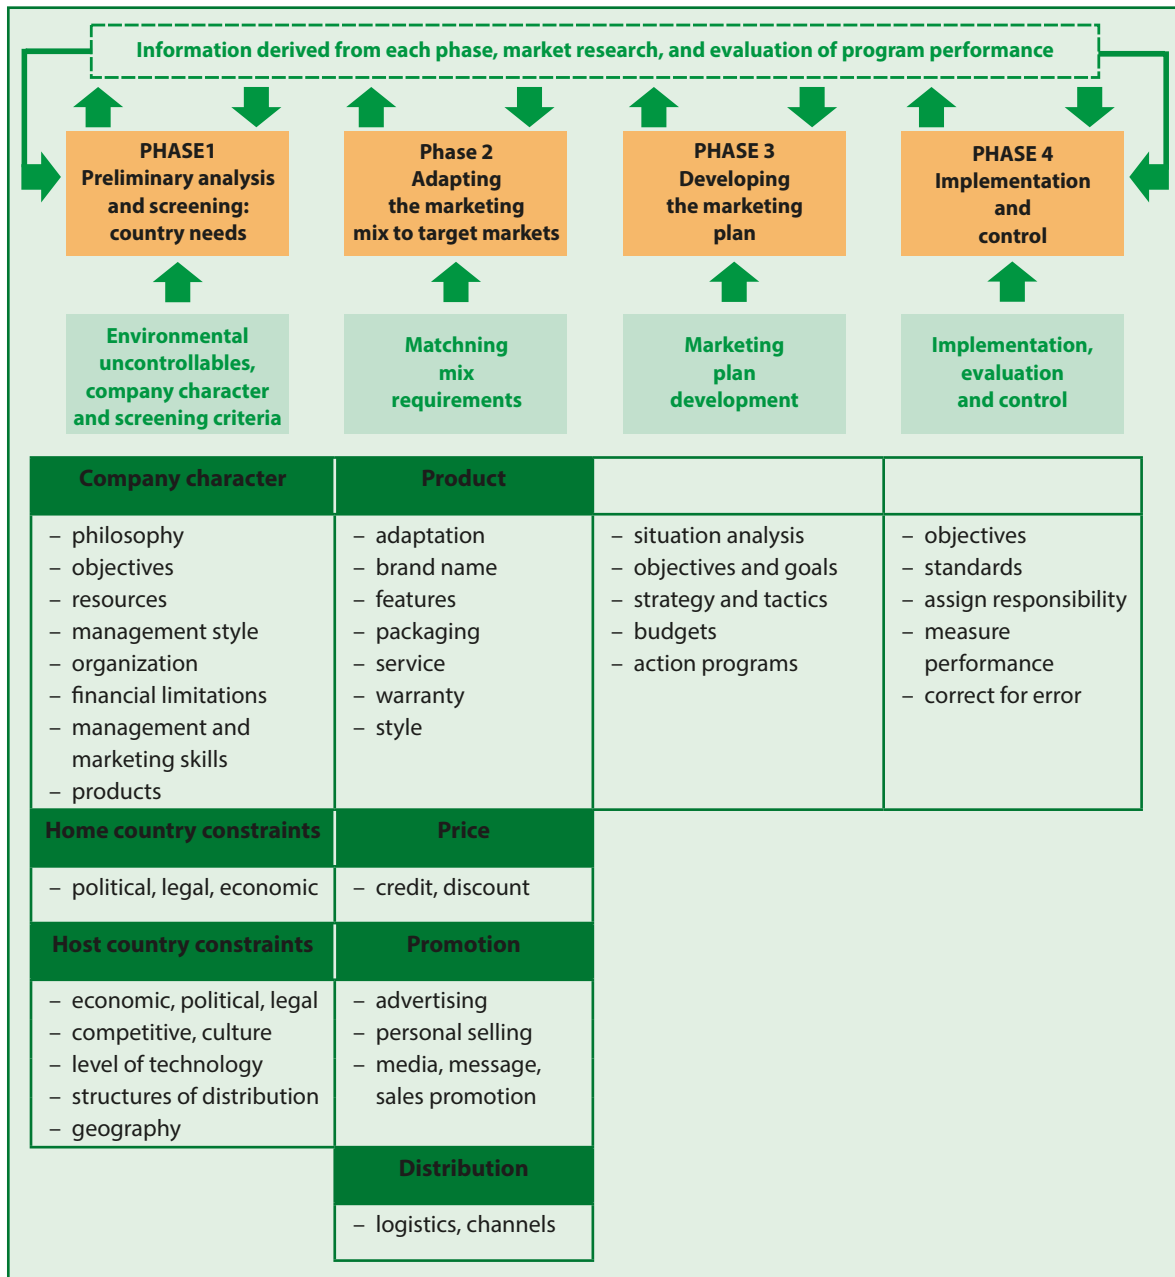 Information derived from each phase, market research, and evaluation of program performance
PHASE1
Preliminary analysis
and screening:
country needs
Phase 2
Adapting
the marketing
mix to target markets
PHASE 3
Developing
the marketing
plan
PHASE 4
Implementation
and
control
Environmental
uncontrollables,
company character
and screening criteria
Matchning
mix
requirements
Marketing
plan
development
Implementation,
evaluation
and control
Company character
– philosophy
– objectives
– resources
– management style
– organization
– financial limitations
– management and
marketing skills
– products
Home country constraints
– political, legal, economic
Host country constraints
– economic, political, legal
– competitive, culture
– level of technology
– structures of distribution
– geography
Product
– adaptation
– brand name
– features
– packaging
– service
– warranty
– style
Price
– credit, discount
Promotion
– advertising
– personal selling
– media, message,
sales promotion
Distribution
– logistics, channels
– situation analysis
– objectives and goals
– strategy and tactics
– budgets
– action programs
– objectives
– standards
– assign responsibility
– measure
performance
– correct for error